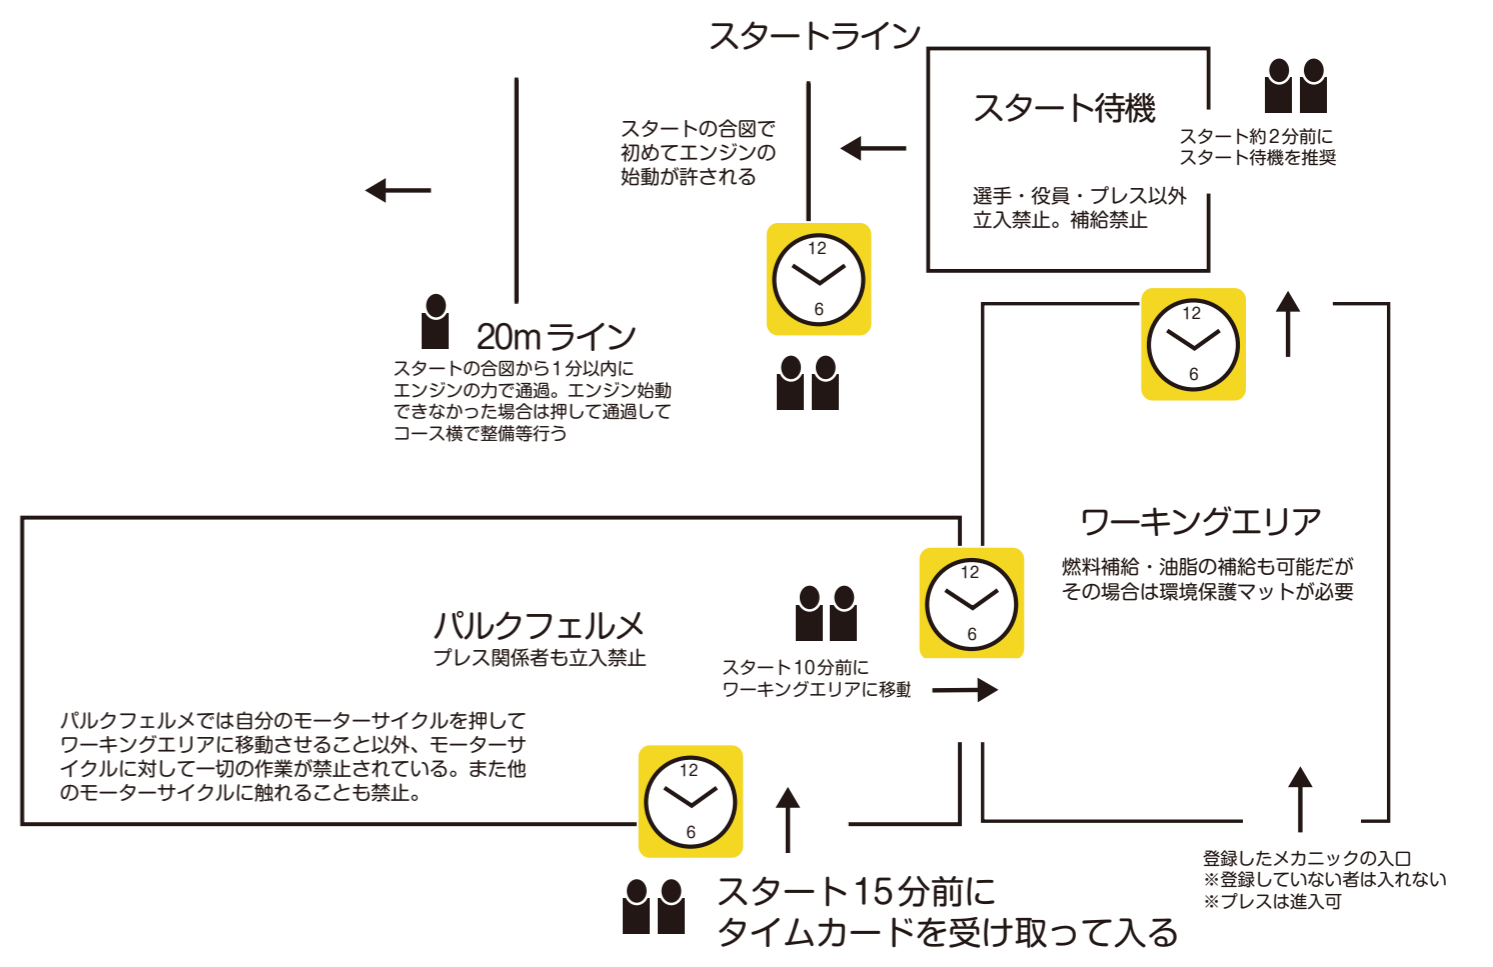 スタートライン
スタートの合図で
初めてエンジンの
始動が許される
スタート待機
選手・役員・プレス以外
立入禁止。補給禁止
スタート約2分前に
スタート待機を推奨
12
6
12
6
20mライン
スタートの合図から1分以内に
エンジンの力で通過。エンジン始動
できなかった場合は押して通過して
コース横で整備等行う
ワーキングエリア
燃料補給・油脂の補給も可能だが
その場合は環境保護マットが必要
12
6
パルクフェルメ
プレス関係者も立入禁止
スタート10分前に
ワーキングエリアに移動
パルクフェルメでは自分のモーターサイクルを押して
ワーキングエリアに移動させること以外、モーターサ
イクルに対して一切の作業が禁止されている。また他
のモーターサイクルに触れることも禁止。
12
6
スタート15分前に
タイムカードを受け取って入る
登録したメカニックの入口
※登録していない者は入れない
※プレスは進入可